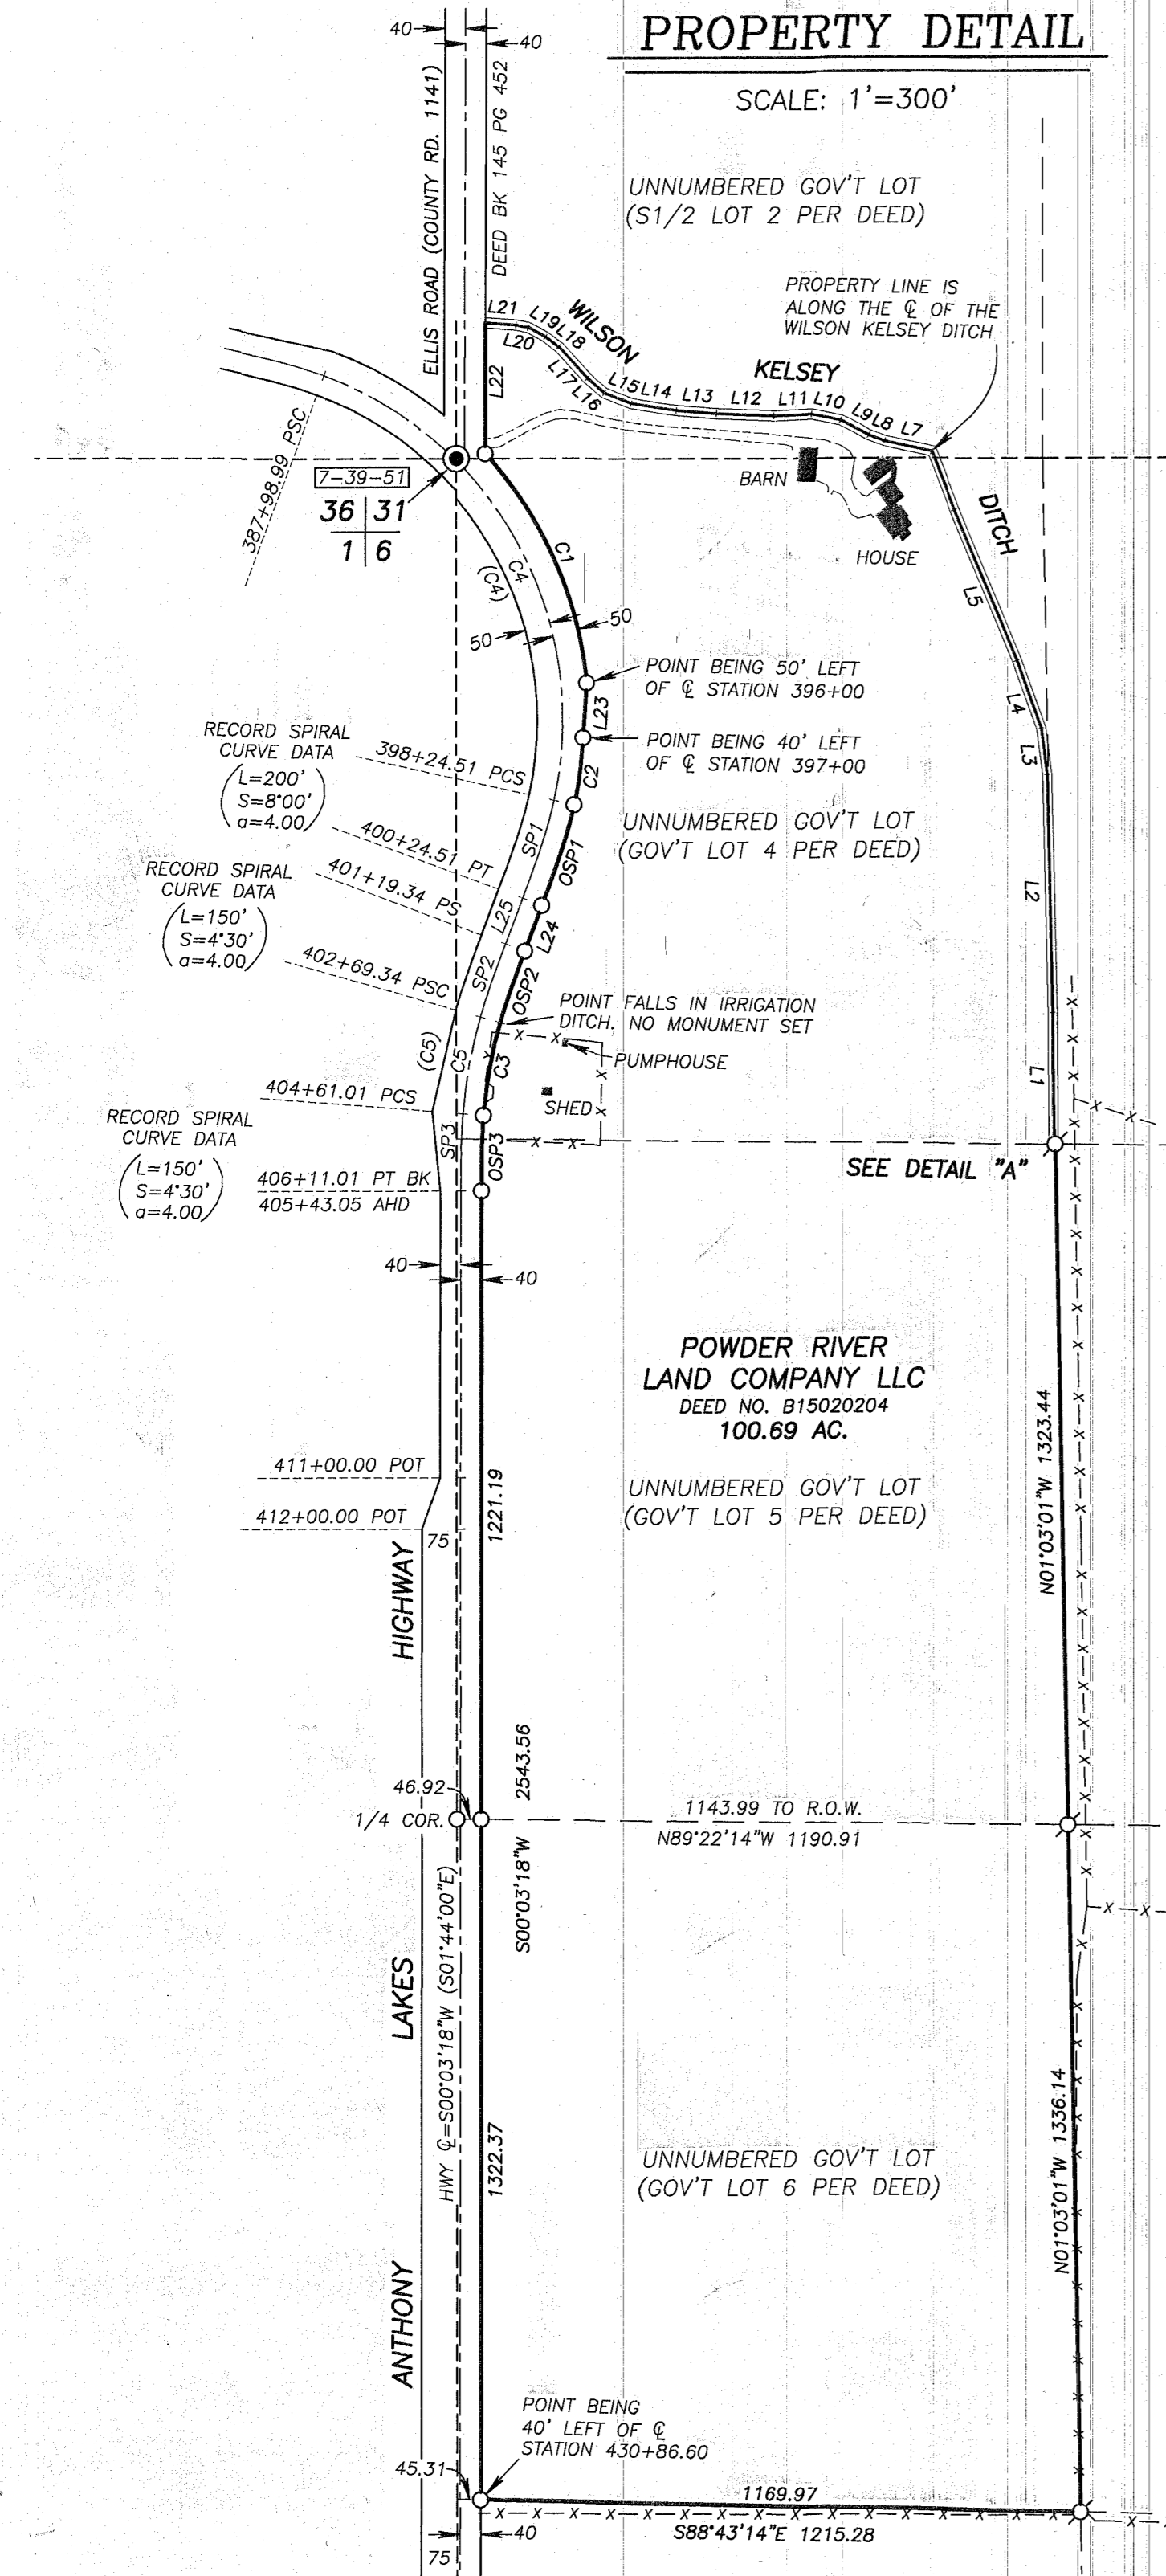 PROPERTY DETAIL
SCALE: 1'=300'
40
40
ELLIS ROAD (COUNTY RD. 1141)
DEED BK 145 PG 452
UNNUMBERED GOV'T LOT
(S1/2 LOT 2 PER DEED)
PROPERTY LINE IS
ALONG THE ℄ OF THE
WILSON KELSEY DITCH
WILSON
KELSEY
DITCH
L21
L20
L19
L18
L17
L16
L15
L14
L13
L12
L11
L10
L9
L8
L7
L22
387+98.99 PSC
7-39-51
36 31
1 6
BARN
HOUSE
C1
C4
(C4)
L5
50
50
POINT BEING 50' LEFT
OF ℄ STATION 396+00
L23
L4
POINT BEING 40' LEFT
OF ℄ STATION 397+00
L3
RECORD SPIRAL
CURVE DATA
(L=200'
S=8°00'
a=4.00)
398+24.51 PCS
C2
400+24.51 PT
SP1
OSP1
UNNUMBERED GOV'T LOT
(GOV'T LOT 4 PER DEED)
RECORD SPIRAL
CURVE DATA
(L=150'
S=4°30'
a=4.00)
401+19.34 PS
L25
L24
L2
402+69.34 PSC
SP2
OSP2
POINT FALLS IN IRRIGATION
DITCH. NO MONUMENT SET
PUMPHOUSE
(C5)
C5
C3
L1
404+61.01 PCS
SHED
RECORD SPIRAL
CURVE DATA
(L=150'
S=4°30'
a=4.00)
SP3
OSP3
SEE DETAIL "A"
406+11.01 PT BK
405+43.05 AHD
40
40
POWDER RIVER
LAND COMPANY LLC
DEED NO. B15020204
100.69 AC.
N01°03'01"W 1323.44
411+00.00 POT
1221.19
UNNUMBERED GOV'T LOT
(GOV'T LOT 5 PER DEED)
412+00.00 POT
75
HIGHWAY
2543.56
46.92
1/4 COR.
1143.99 TO R.O.W.
N89°22'14"W 1190.91
S00°03'18"W
HWY ℄=S00°03'18"W (S01°44'00"E)
LAKES
1322.37
N01°03'01"W 1336.14
UNNUMBERED GOV'T LOT
(GOV'T LOT 6 PER DEED)
ANTHONY
POINT BEING
40' LEFT OF ℄
STATION 430+86.60
45.31
1169.97
S88°43'14"E 1215.28
40
75